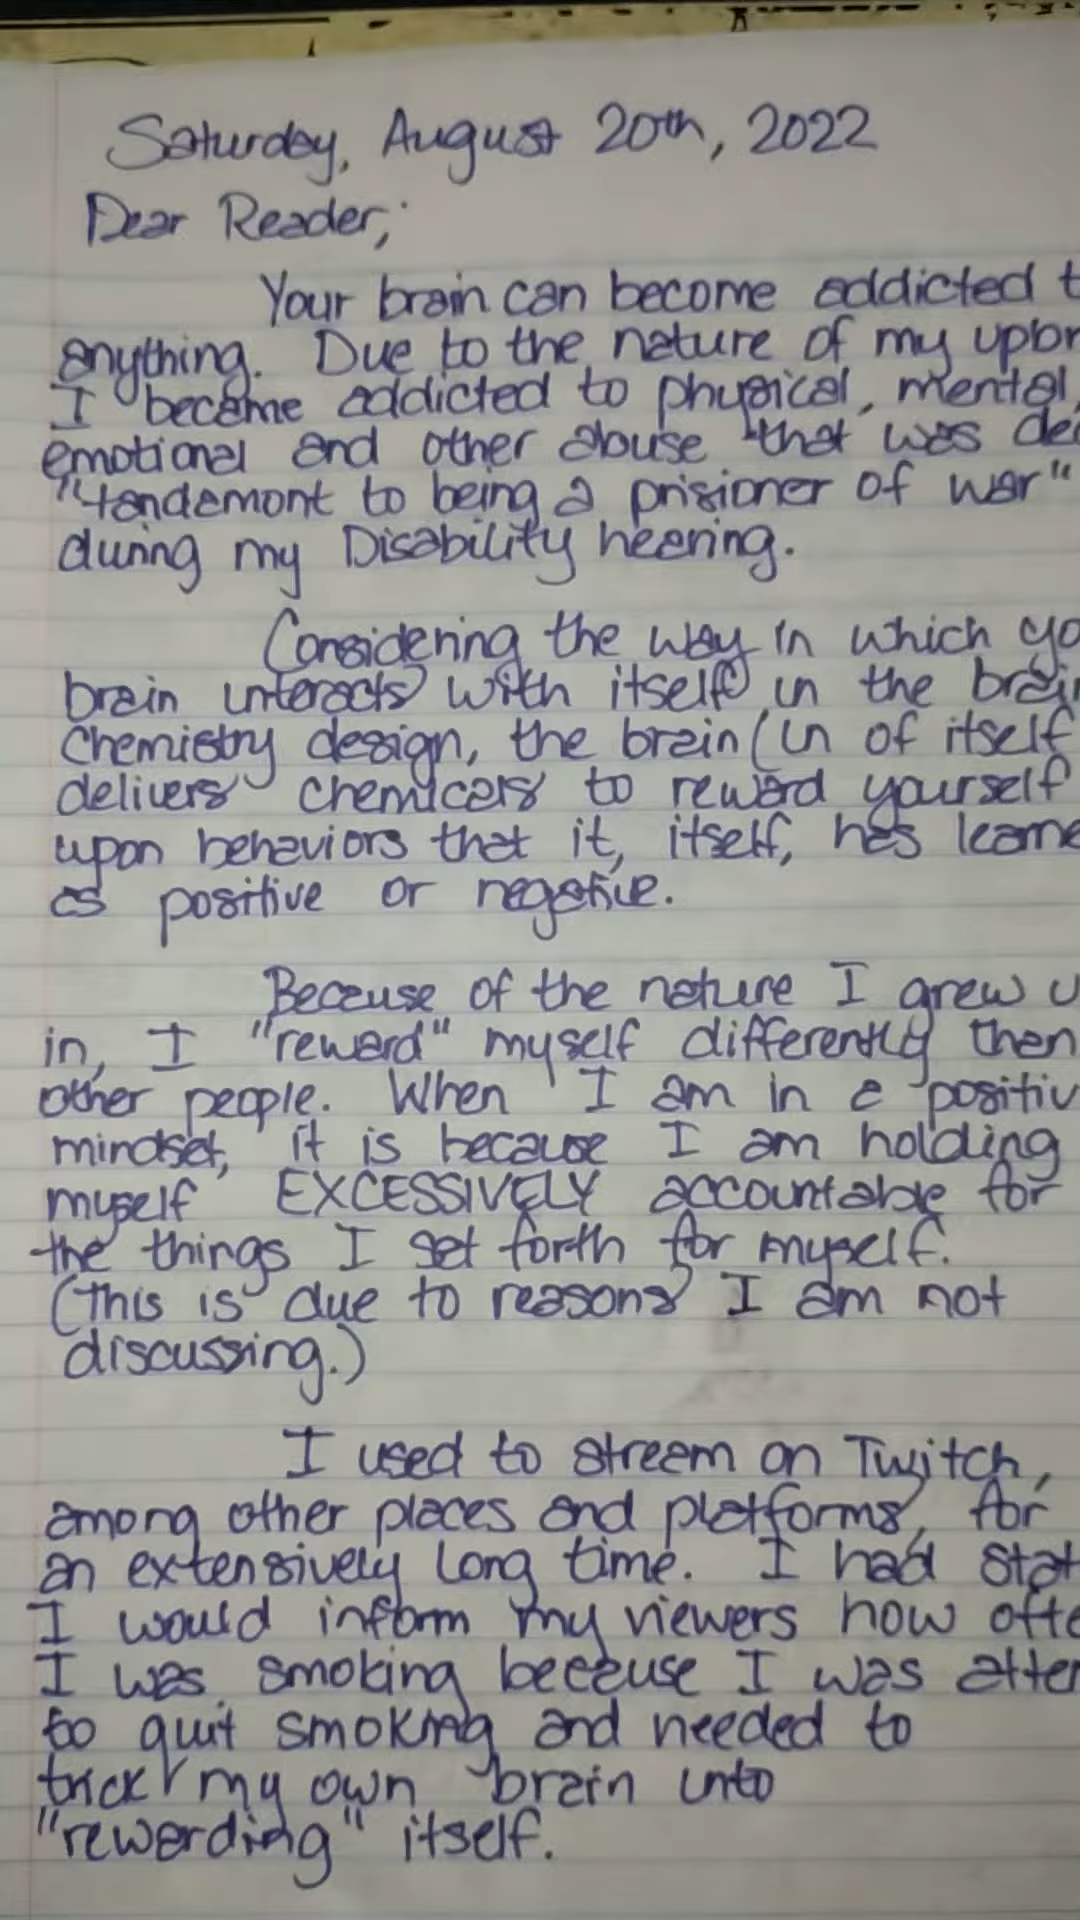 Saturday, August 20th, 2022
Dear Reader;
Your brain can become addicted t
anything. Due to the nature of my upbr
I became addicted to physical, mental,
emotional and other abuse that was de
"tandemont to being a prisioner of war"
during my Disability heering.
Considering the way in which yo
brain interacts with itself in the brain
Chemistry design, the brain (in of itself
delivers chemicals to reward yourself
upon behaviors that it, itself, has learne
as positive or negative.
Because of the nature I grew u
in, I "reward" myself differently then
other people. When I am in a positiv
mindset, it is because I am holding
myself EXCESSIVELY accountable for
the things I set forth for myself.
(this is due to reasons I am not
discussing.)
I used to stream on Twitch,
among other places and platforms, for
an extensively long time. I had stat
I would inform my viewers how ofte
I was smoking because I was attem
to quit smoking and needed to
trick my own brain into
"rewarding" itself.